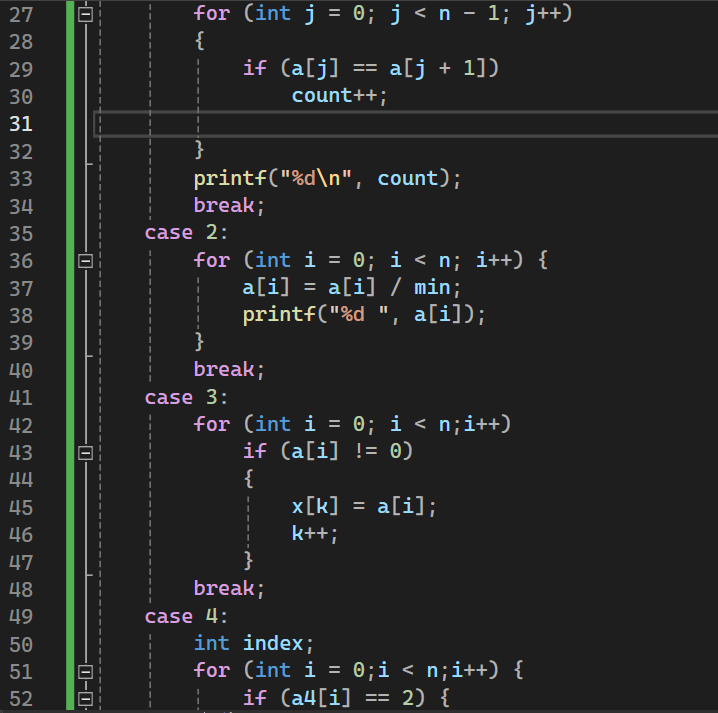 27 for (int j = 0; j < n - 1; j++)
28 {
29 if (a[j] == a[j + 1])
30 count++;
31
32 }
33 printf("%d\n", count);
34 break;
35 case 2:
36 for (int i = 0; i < n; i++) {
37 a[i] = a[i] / min;
38 printf("%d ", a[i]);
39 }
40 break;
41 case 3:
42 for (int i = 0; i < n;i++)
43 if (a[i] != 0)
44 {
45 x[k] = a[i];
46 k++;
47 }
48 break;
49 case 4:
50 int index;
51 for (int i = 0;i < n;i++) {
52 if (a4[i] == 2) {